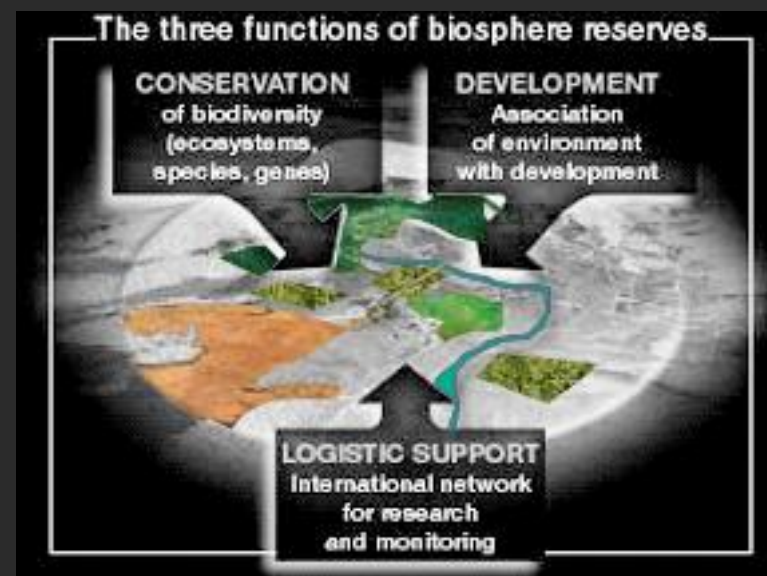 The three functions of biosphere reserves
CONSERVATION
of biodiversity
(ecosystems,
species, genes)
DEVELOPMENT
Association
of environment
with development
LOGISTIC SUPPORT
International network
for research
and monitoring